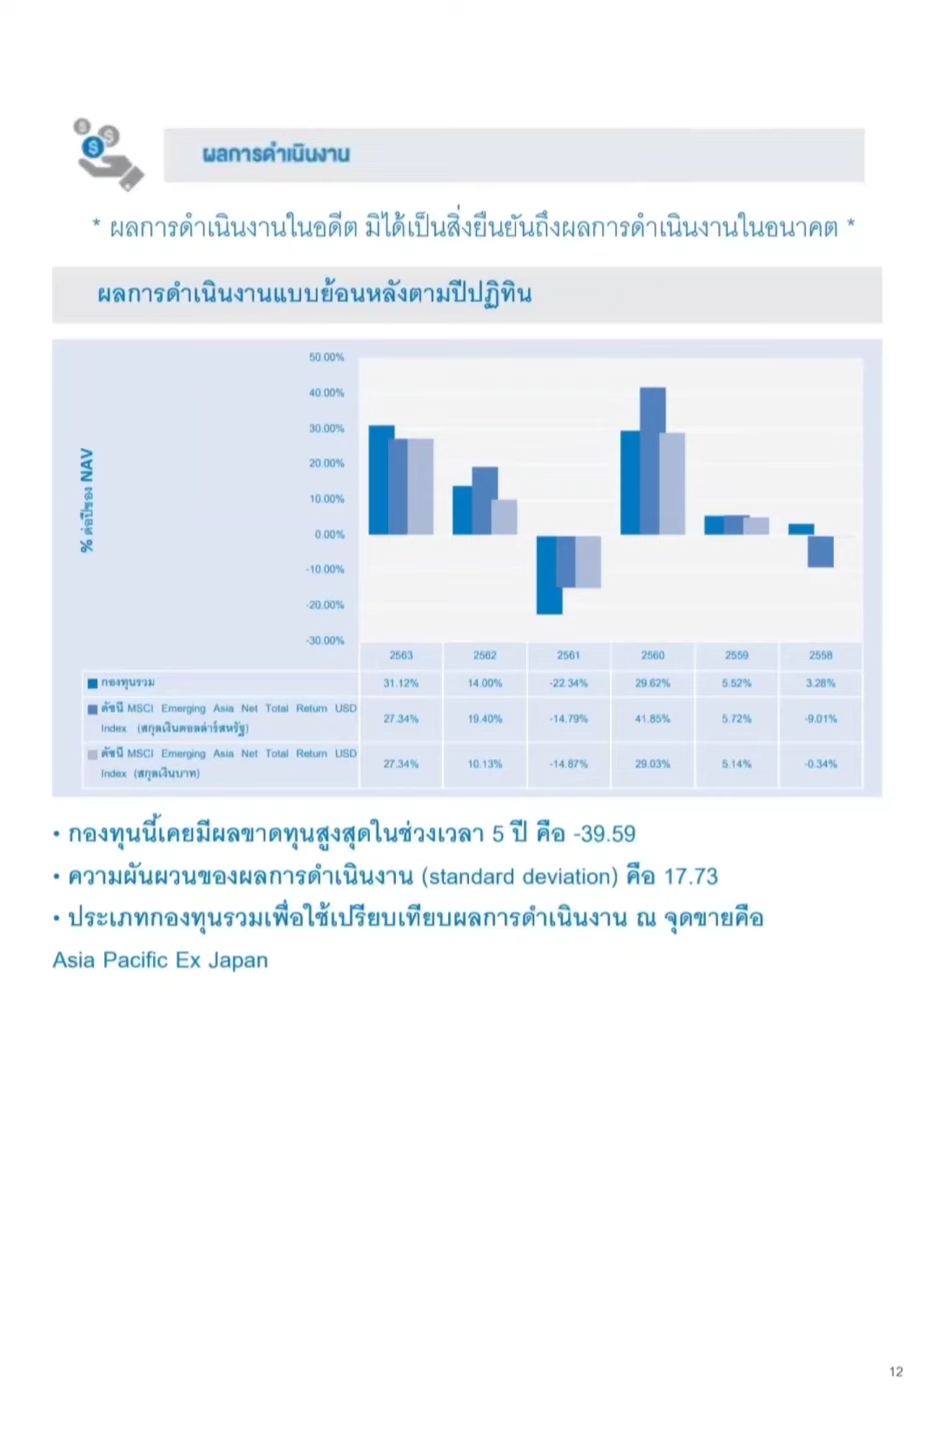 ผลการดำเนินงาน
* ผลการดำเนินงานในอดีต มิได้เป็นสิ่งยืนยันถึงผลการดำเนินงานในอนาคต *
ผลการดำเนินงานแบบย้อนหลังตามปีปฏิทิน
% ต่อปีของ NAV
50.00%
40.00%
30.00%
20.00%
10.00%
0.00%
-10.00%
-20.00%
-30.00%
2563 2562 2561 2560 2559 2558
กองทุนรวม 31.12% 14.00% -22.34% 29.62% 5.52% 3.28%
ดัชนี MSCI Emerging Asia Net Total Return USD
Index (สกุลเงินดอลล่าร์สหรัฐ) 27.34% 19.40% -14.79% 41.85% 5.72% -9.01%
ดัชนี MSCI Emerging Asia Net Total Return USD
Index (สกุลเงินบาท) 27.34% 10.13% -14.87% 29.03% 5.14% -0.34%
• กองทุนนี้เคยมีผลขาดทุนสูงสุดในช่วงเวลา 5 ปี คือ -39.59
• ความผันผวนของผลการดำเนินงาน (standard deviation) คือ 17.73
• ประเภทกองทุนรวมเพื่อใช้เปรียบเทียบผลการดำเนินงาน ณ จุดขายคือ
Asia Pacific Ex Japan
12